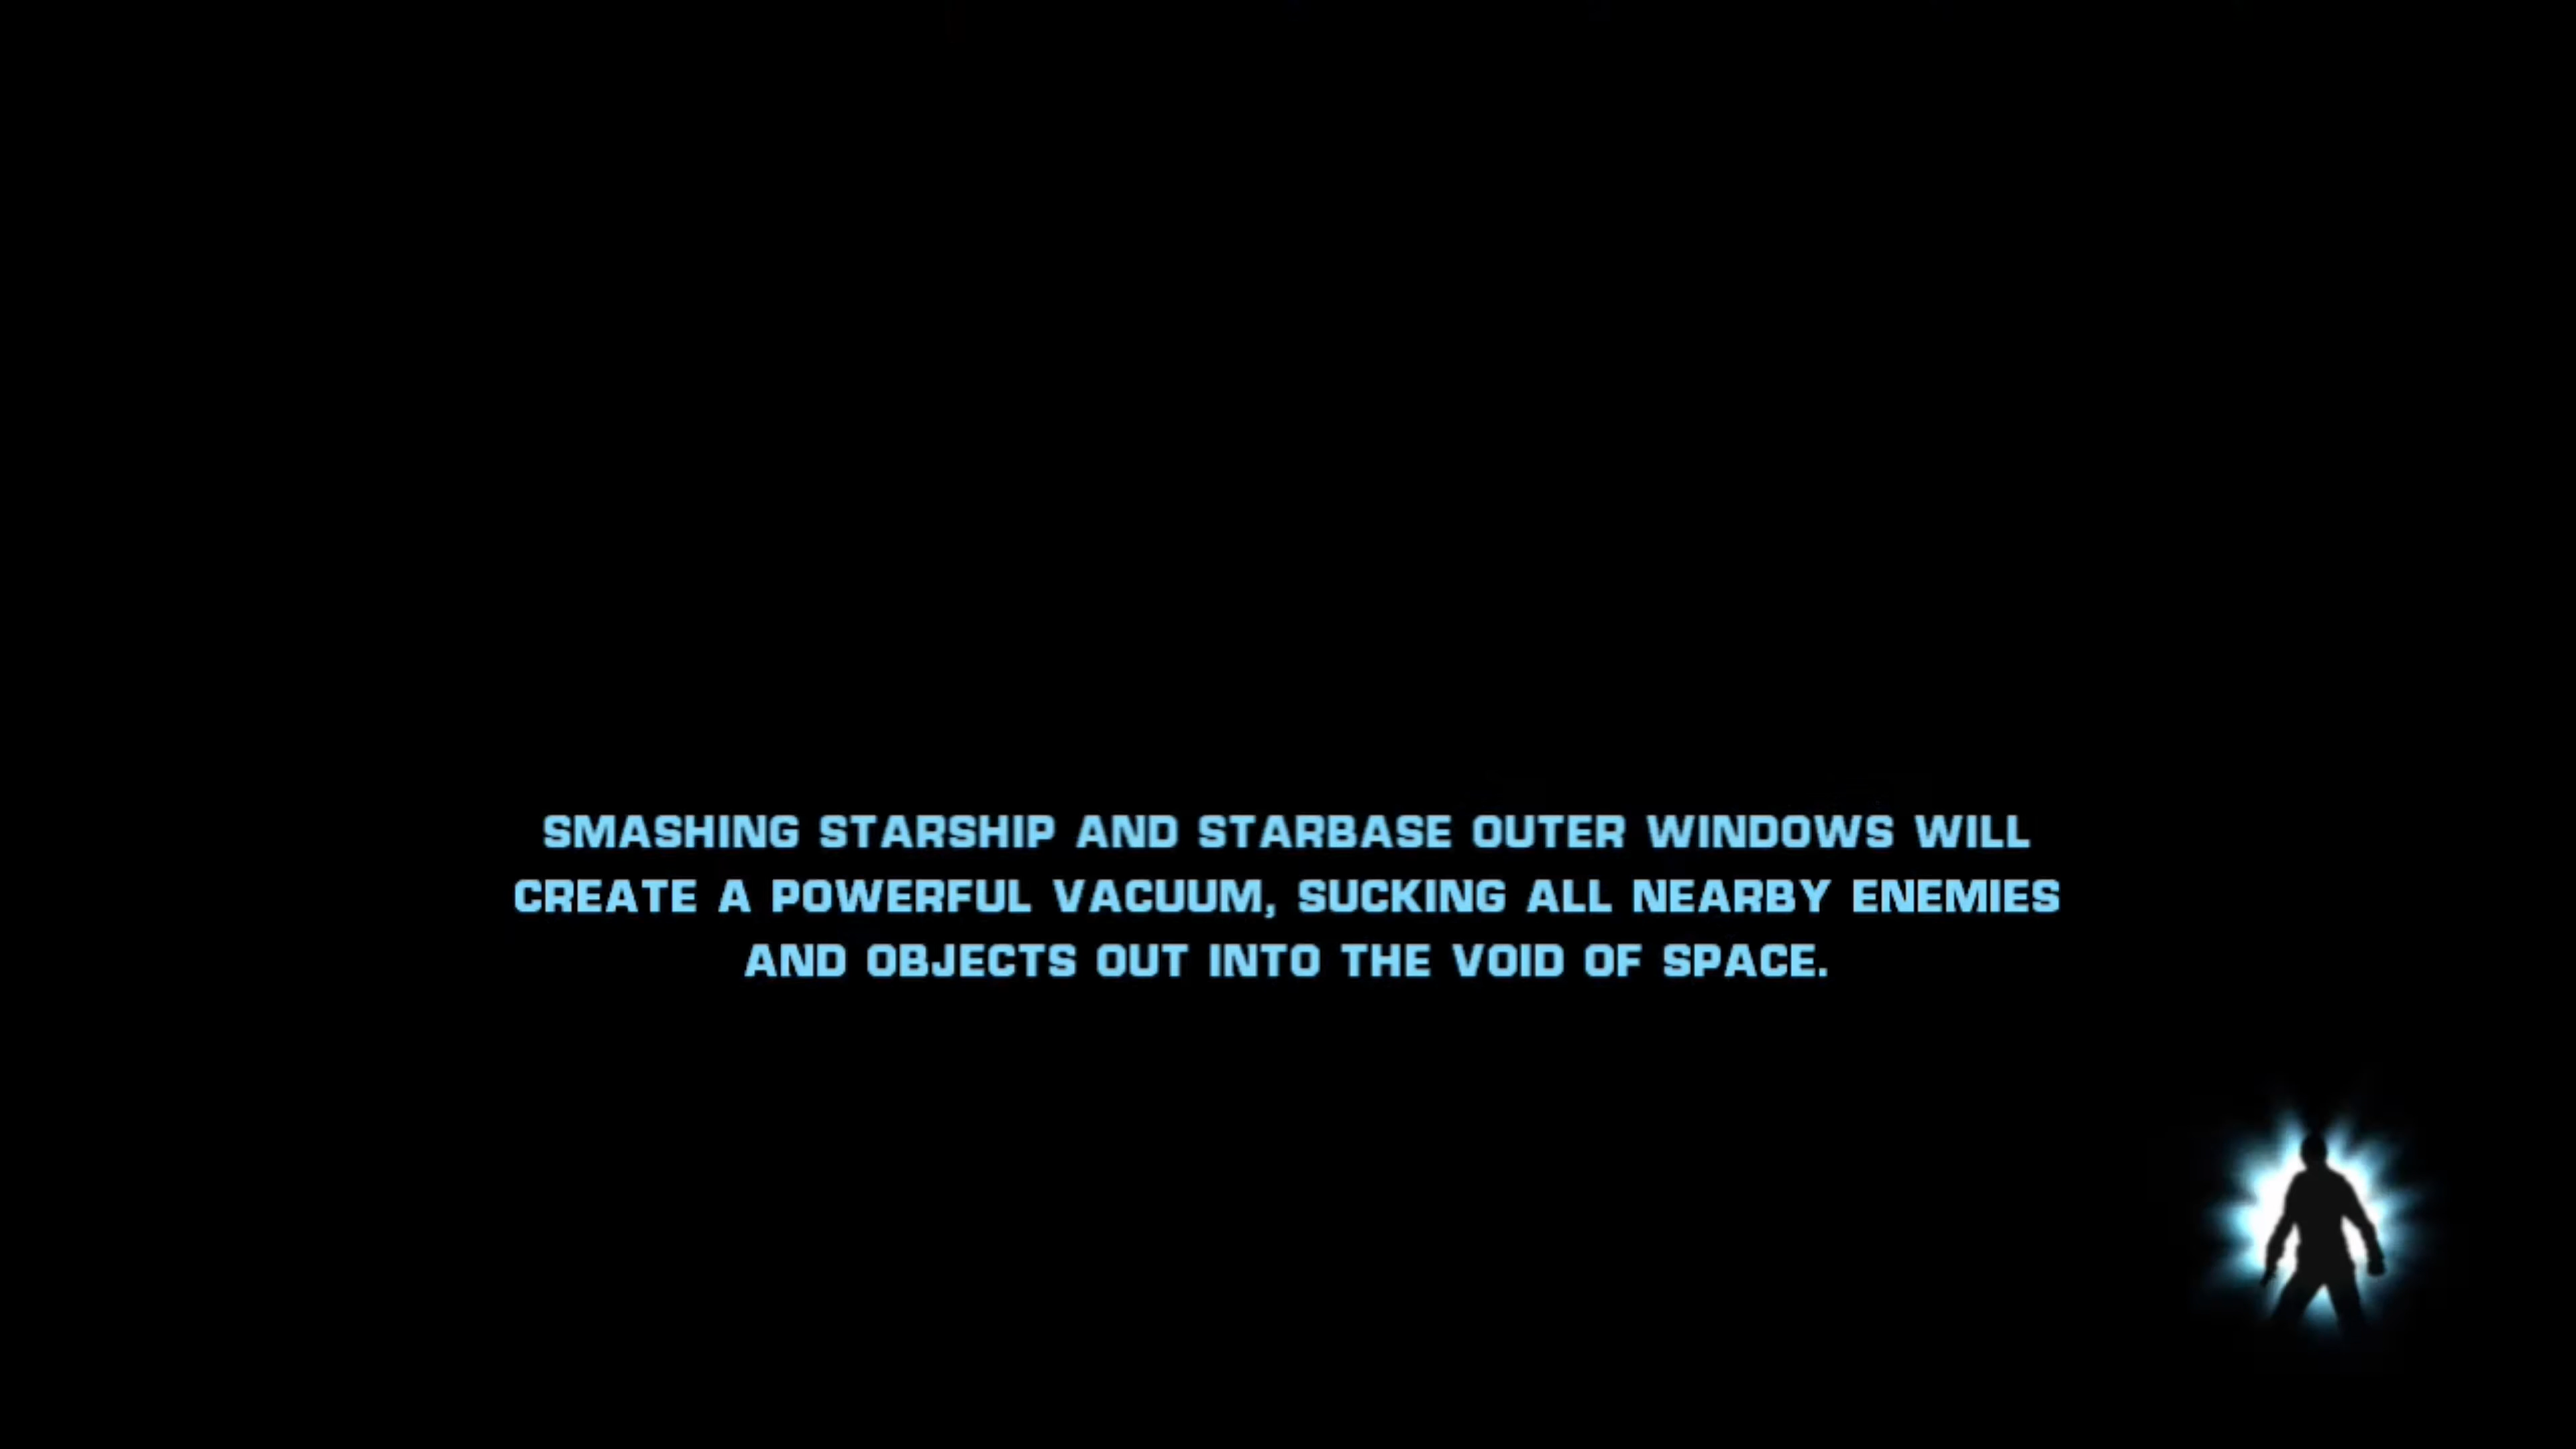 SMASHING STARSHIP AND STARBASE OUTER WINDOWS WILL
CREATE A POWERFUL VACUUM, SUCKING ALL NEARBY ENEMIES
AND OBJECTS OUT INTO THE VOID OF SPACE.